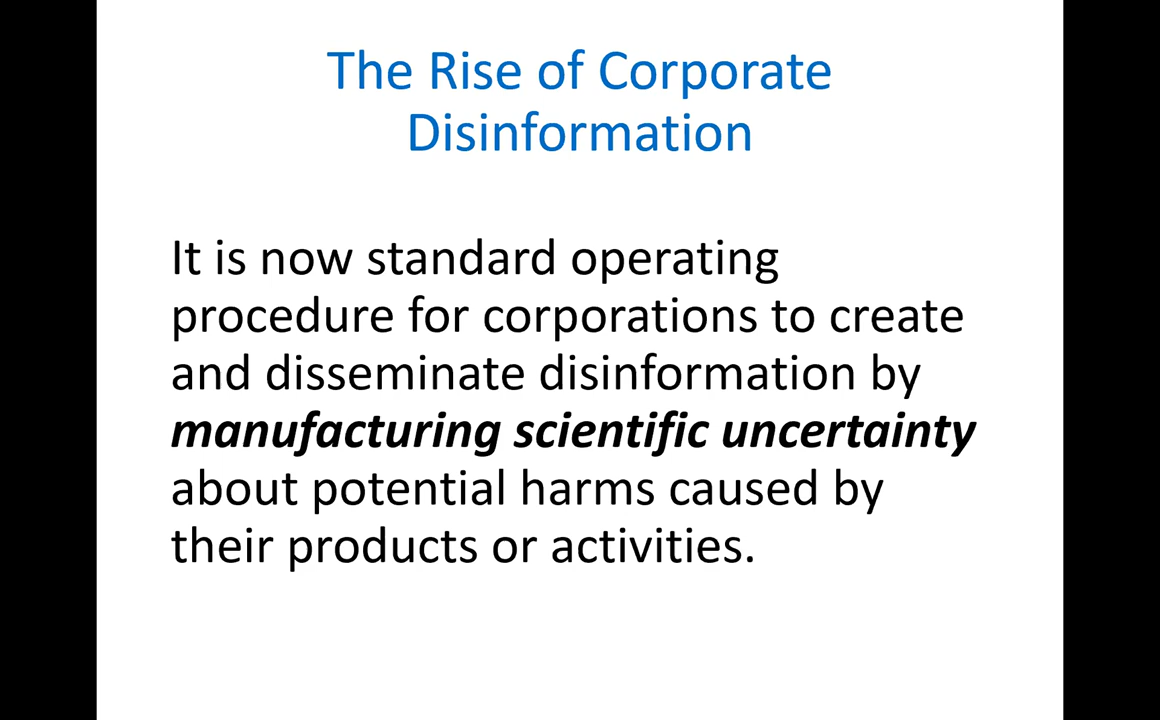 The Rise of Corporate
Disinformation
It is now standard operating
procedure for corporations to create
and disseminate disinformation by
manufacturing scientific uncertainty
about potential harms caused by
their products or activities.